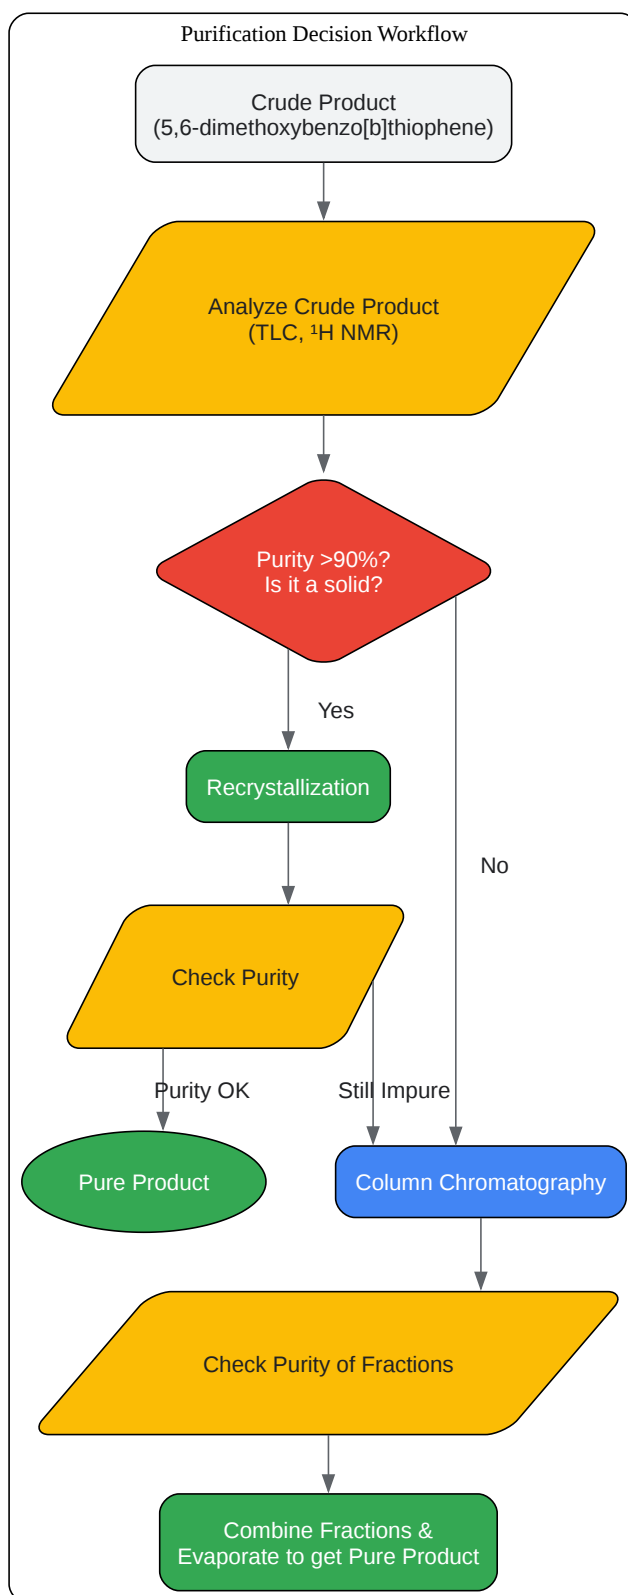 Purification Decision Workflow
Crude Product
(5,6-dimethoxybenzo[b]thiophene)
Analyze Crude Product
(TLC, ¹H NMR)
Purity >90%?
Is it a solid?
Yes
Recrystallization
No
Check Purity
Purity OK
Still Impure
Pure Product
Column Chromatography
Check Purity of Fractions
Combine Fractions &
Evaporate to get Pure Product